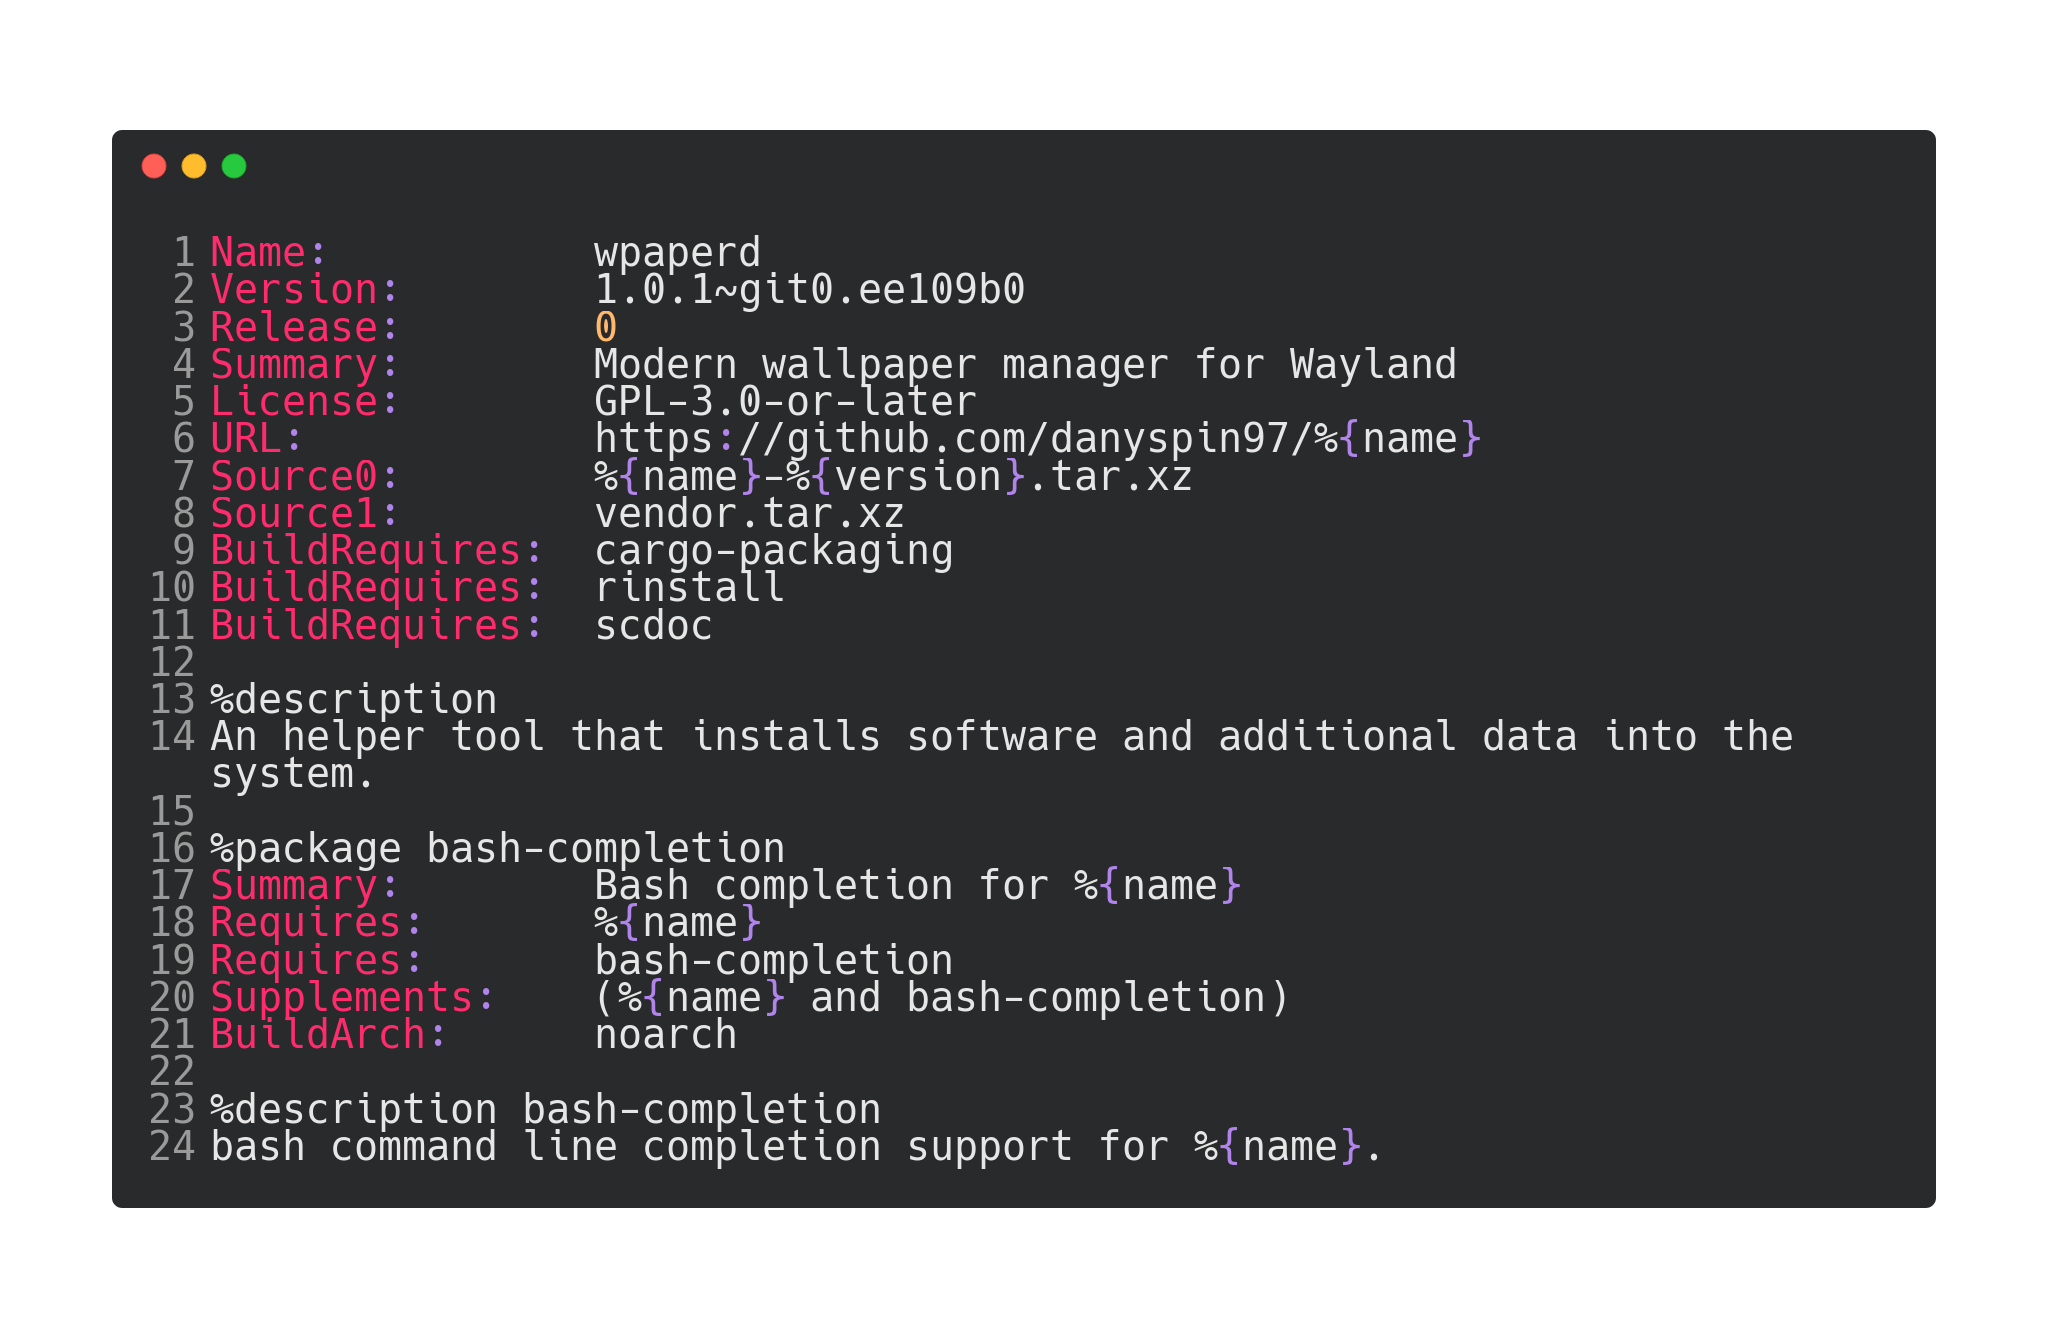 1 Name:           wpaperd
2 Version:        1.0.1~git0.ee109b0
3 Release:        0
4 Summary:        Modern wallpaper manager for Wayland
5 License:        GPL-3.0-or-later
6 URL:            https://github.com/danyspin97/%{name}
7 Source0:        %{name}-%{version}.tar.xz
8 Source1:        vendor.tar.xz
9 BuildRequires:  cargo-packaging
10 BuildRequires:  rinstall
11 BuildRequires:  scdoc
12
13 %description
14 An helper tool that installs software and additional data into the
system.
15
16 %package bash-completion
17 Summary:        Bash completion for %{name}
18 Requires:       %{name}
19 Requires:       bash-completion
20 Supplements:    (%{name} and bash-completion)
21 BuildArch:      noarch
22
23 %description bash-completion
24 bash command line completion support for %{name}.